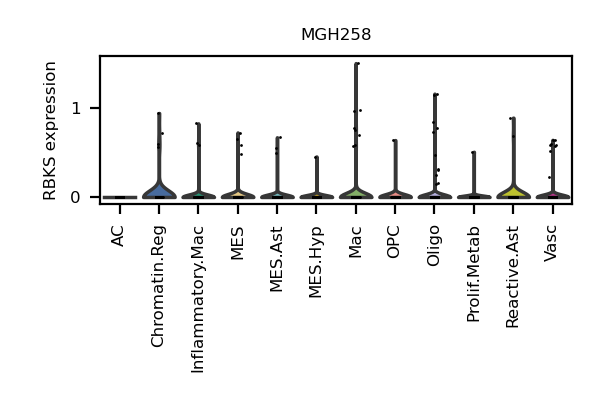 MGH258
RBKS expression
1
0
AC
Chromatin.Reg
Inflammatory.Mac
MES
MES.Ast
MES.Hyp
Mac
OPC
Oligo
Prolif.Metab
Reactive.Ast
Vasc